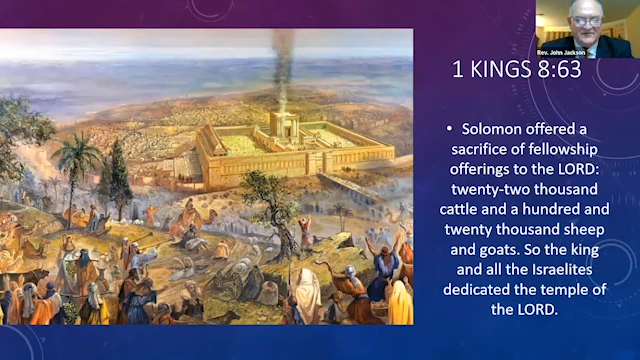 Rev. John Jackson
1 KINGS 8:63
• Solomon offered a
sacrifice of fellowship
offerings to the LORD:
twenty-two thousand
cattle and a hundred and
twenty thousand sheep
and goats. So the king
and all the Israelites
dedicated the temple of
the LORD.